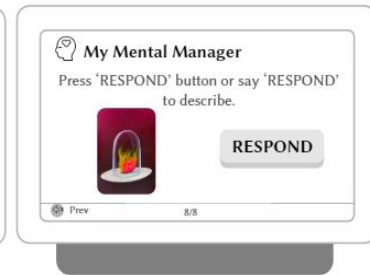 My Mental Manager
Press ‘RESPOND’ button or say ‘RESPOND’
to describe.
RESPOND
Prev
8/8